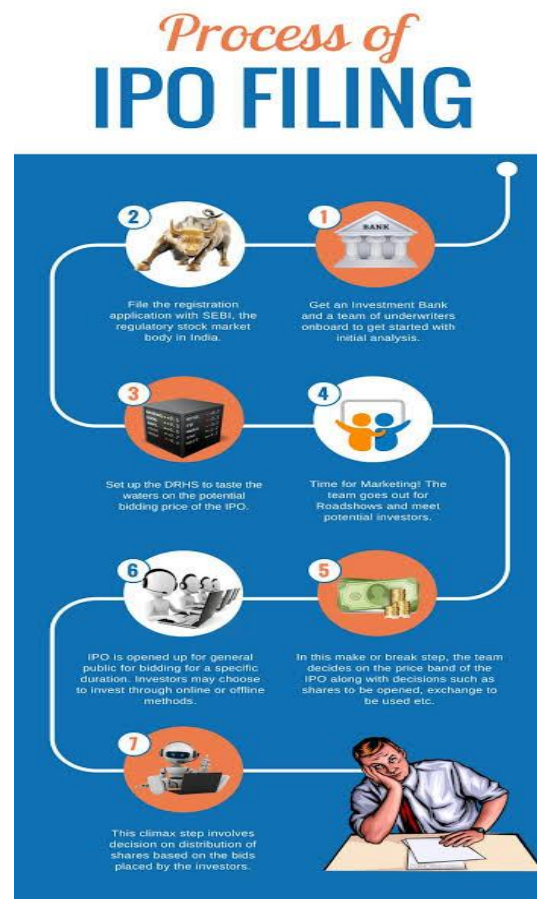 Process of
IPO FILING
1
BANK
Get an Investment Bank
and a team of underwriters
onboard to get started with
initial analysis.
2
File the registration
application with SEBI, the
regulatory stock market
body in India.
3
Set up the DRHS to taste the
waters on the potential
bidding price of the IPO.
4
Time for Marketing! The
team goes out for
Roadshows and meet
potential investors.
5
In this make or break step, the team
decides on the price band of the
IPO along with decisions such as
shares to be opened, exchange to
be used etc.
6
IPO is opened up for general
public for bidding for a specific
duration. Investors may choose
to invest through online or offline
methods.
7
This climax step involves
decision on distribution of
shares based on the bids
placed by the investors.